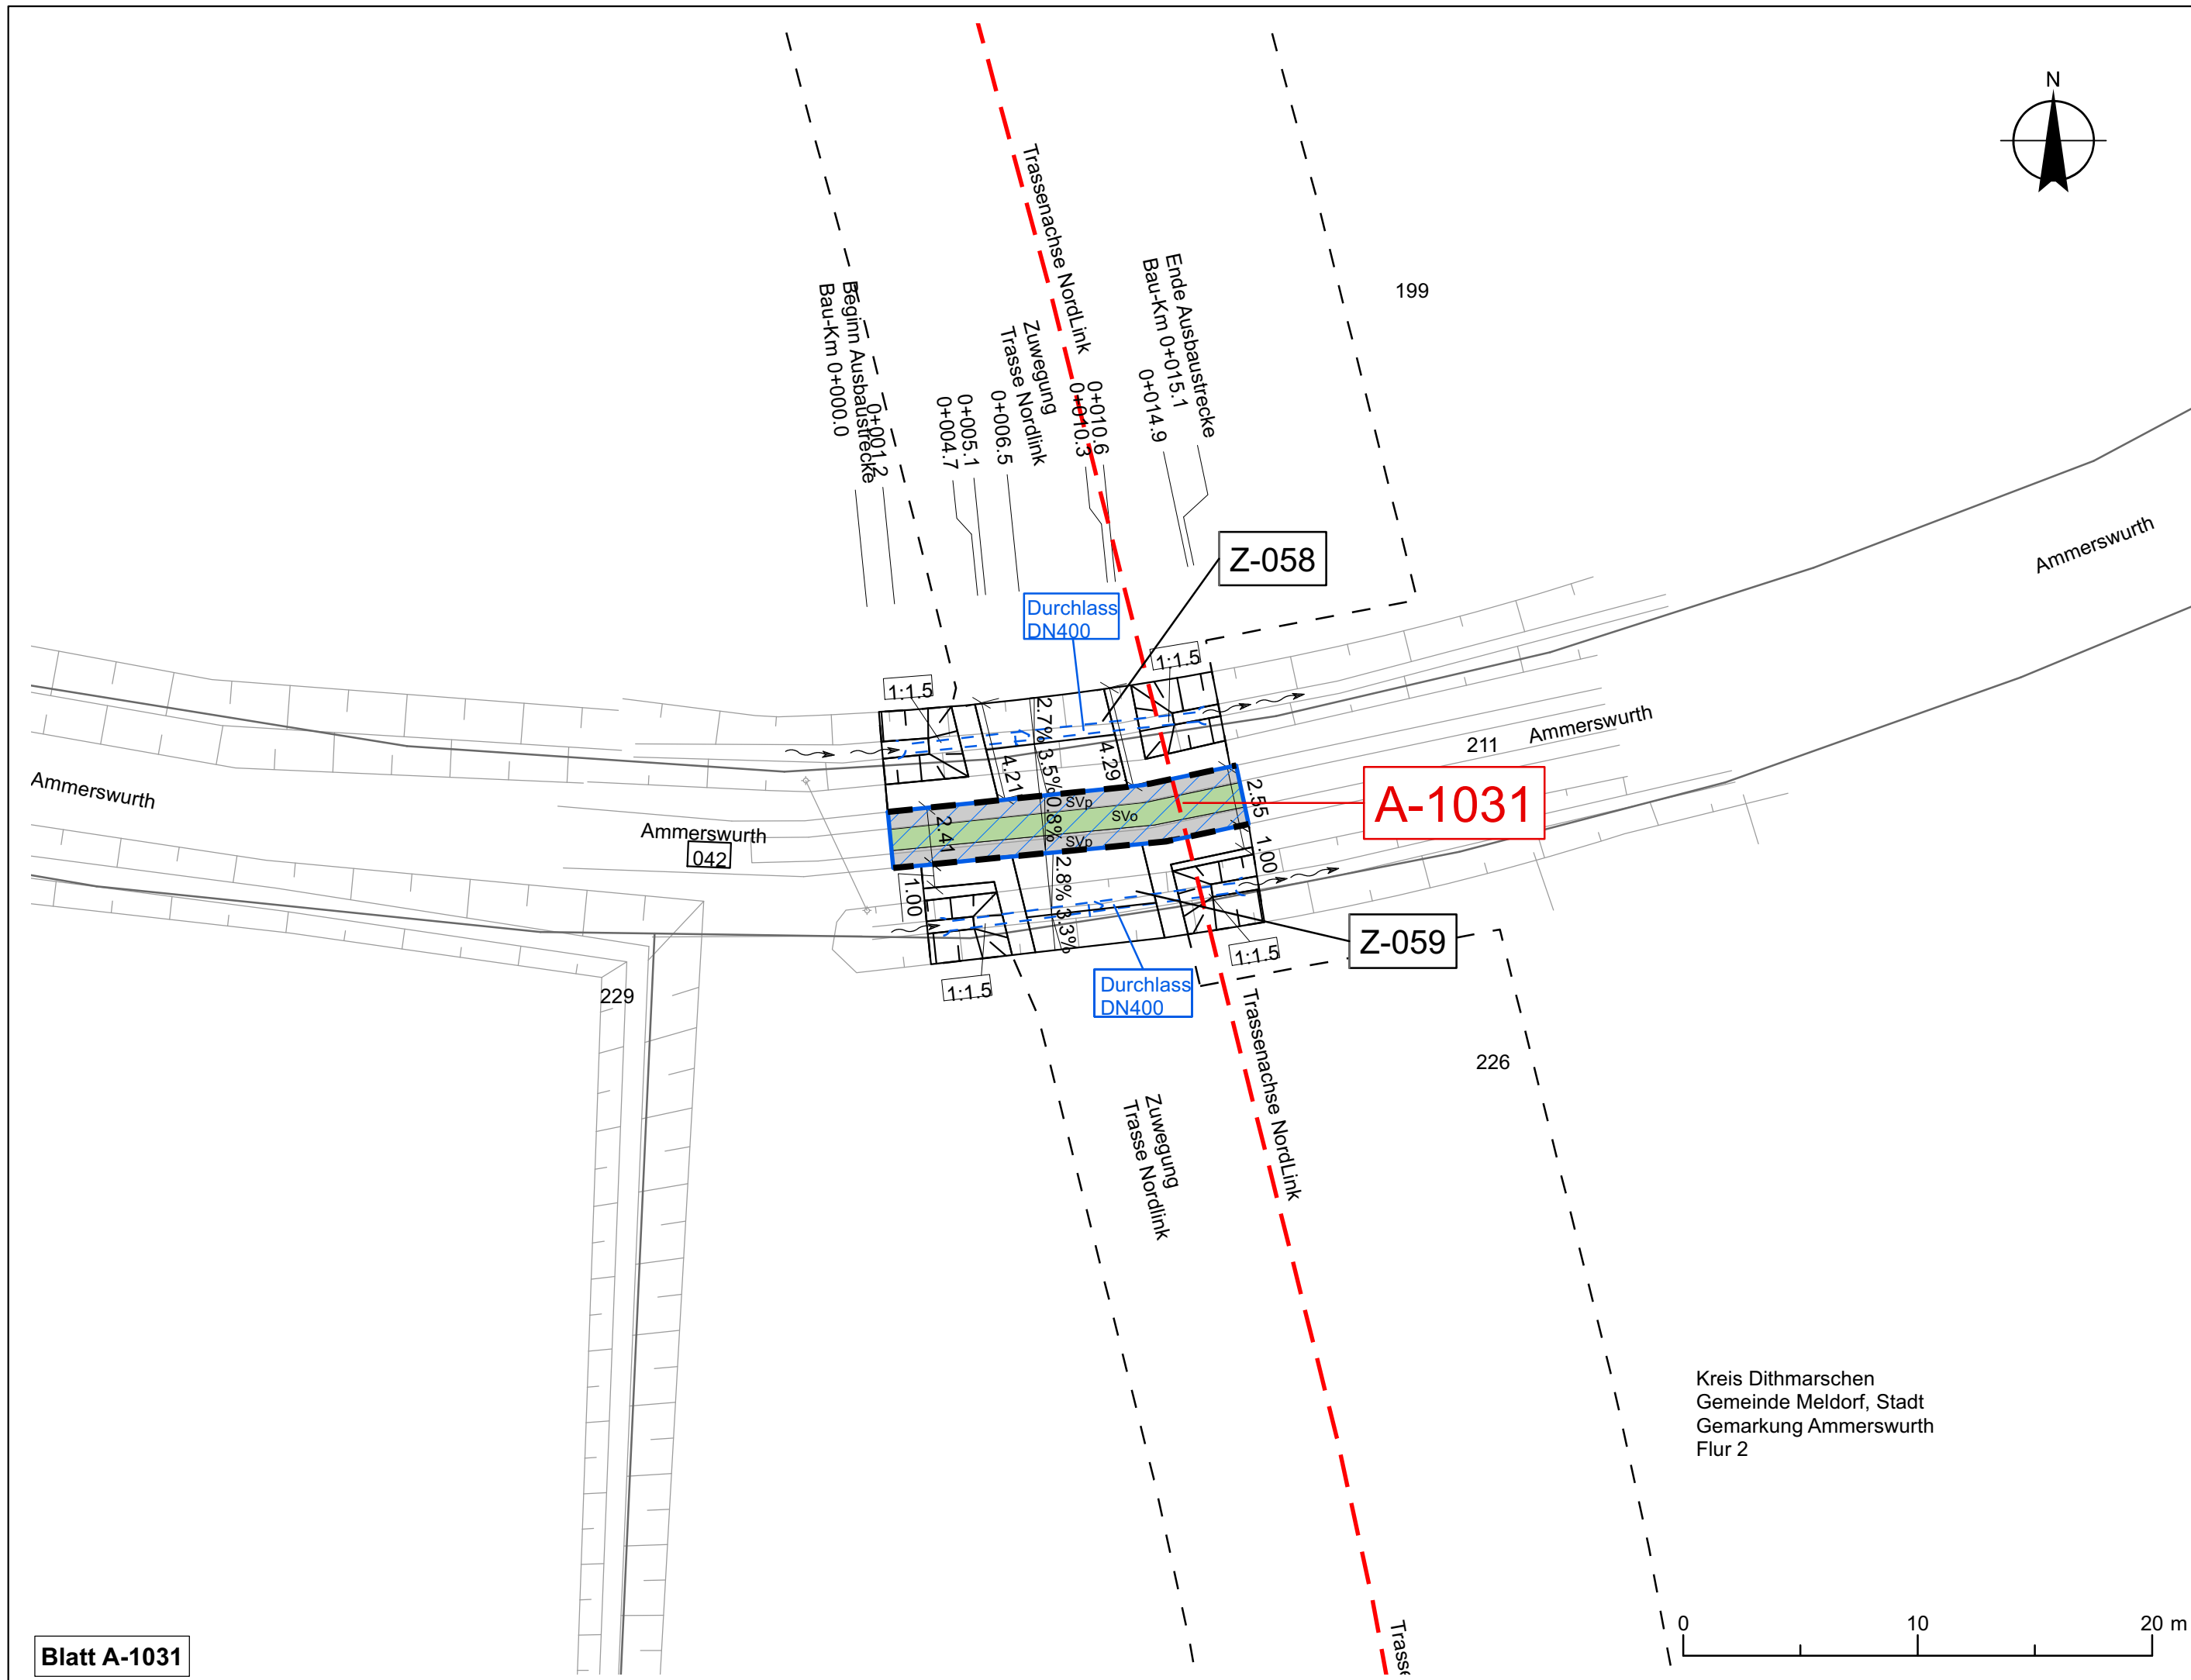 N
Trassenachse NordLink
Beginn Ausbaustrecke
Bau-Km 0+000.0
0+001.2
0+004.7
0+005.1
0+006.5
Zuwegung
Trasse Nordlink
0+010.3
0+010.6
Ende Ausbaustrecke
Bau-Km 0+015.1
0+014.9
199
Z-058
Durchlass
DN400
Ammerswurth
1:1.5
1:1.5
2.7%
3.5%
4.21
4.29
0.8%
SVp
SVo
SVp
2.41
2.55
1.00
1.00
2.8%
3.3%
Ammerswurth
211
A-1031
Ammerswurth
Ammerswurth
042
Z-059
1:1.5
1:1.5
Durchlass
DN400
229
226
Trassenachse NordLink
Zuwegung
Trasse Nordlink
Kreis Dithmarschen
Gemeinde Meldorf, Stadt
Gemarkung Ammerswurth
Flur 2
0 10 20 m
Trasse
Blatt A-1031